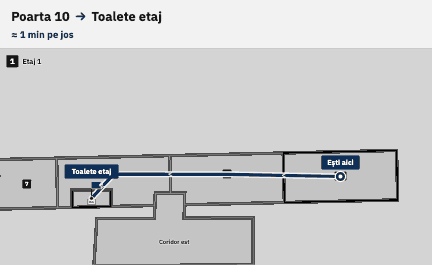 Poarta 10 → Toalete etaj
≈ 1 min pe jos
1 Etaj 1
Ești aici
Toalete etaj
7
Coridor est